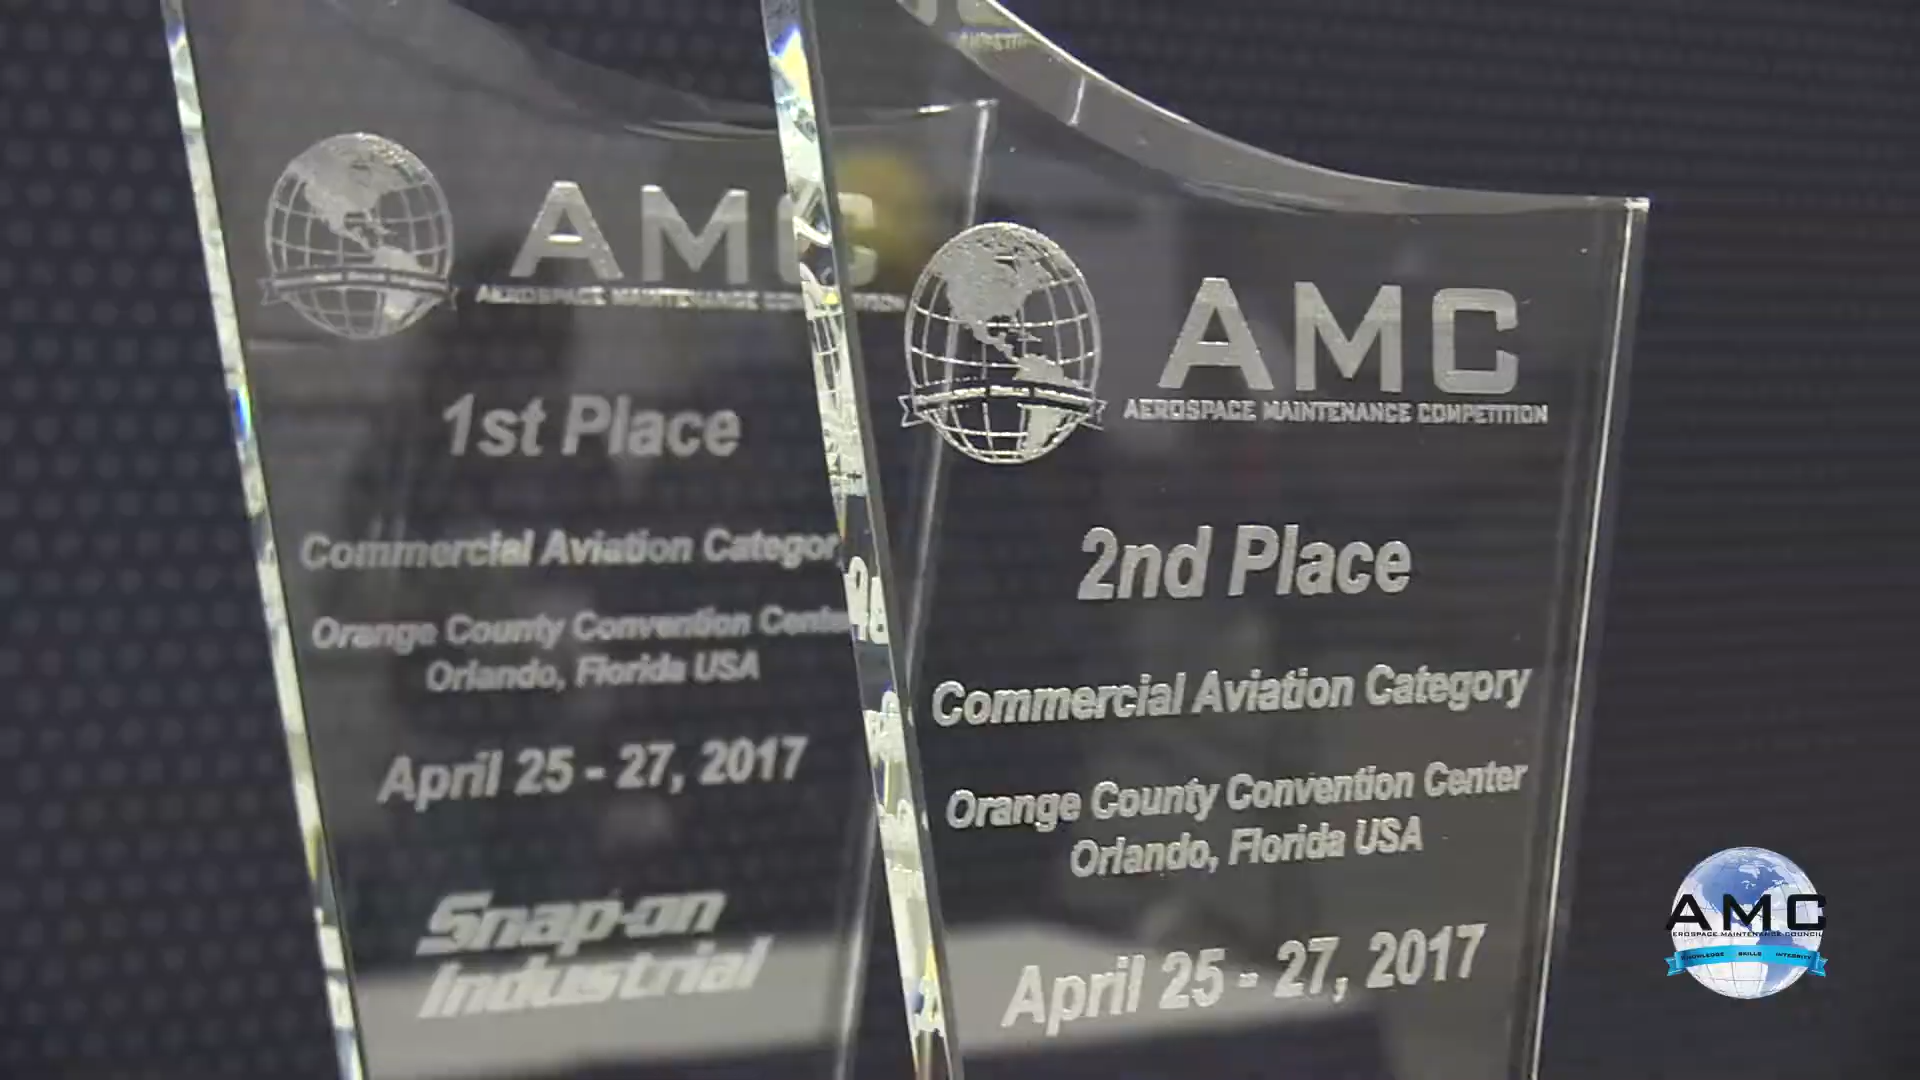 AMC
AEROSPACE MAINTENANCE COMPETITION
1st Place
Commercial Aviation Categor
Orange County Convention Cente
Orlando, Florida USA
April 25 - 27, 2017
Snap-on
Industrial
AMC
AEROSPACE MAINTENANCE COMPETITION
2nd Place
Commercial Aviation Category
Orange County Convention Center
Orlando, Florida USA
April 25 - 27, 2017
AMC
AEROSPACE MAINTENANCE COUNCIL
KNOWLEDGE SKILLS INTEGRITY